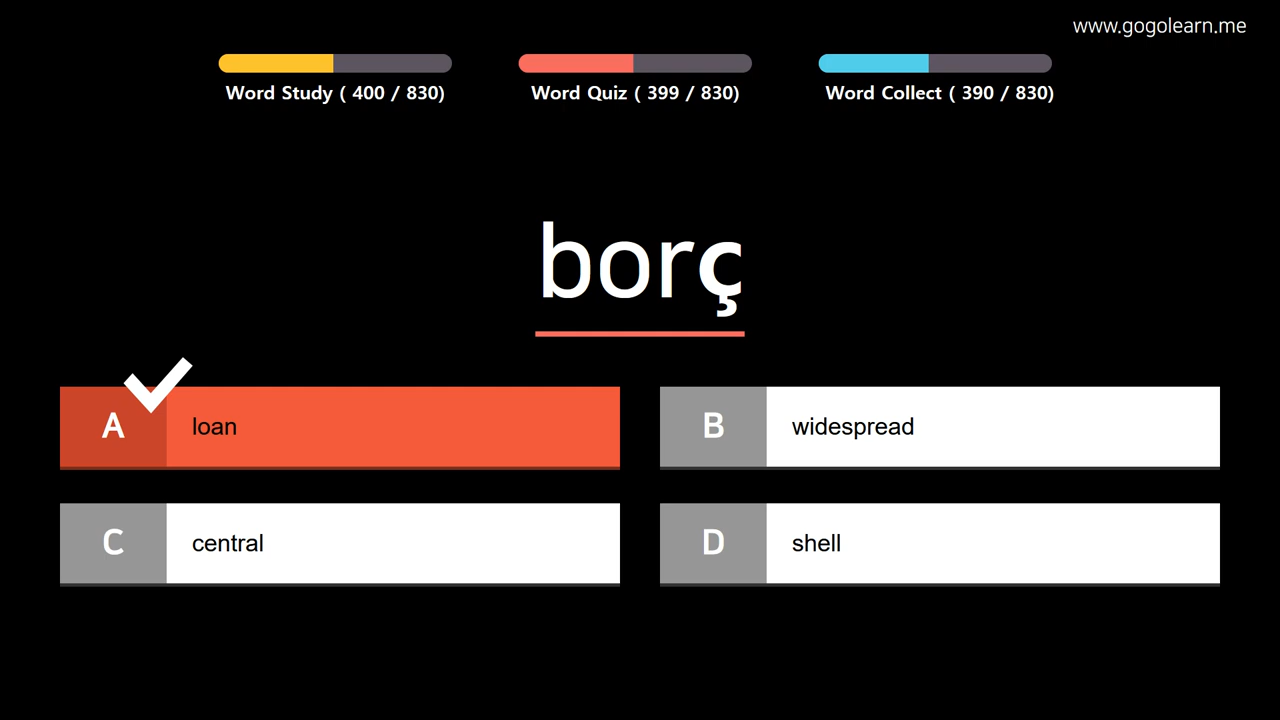 www.gogolearn.me
Word Study ( 400 / 830)
Word Quiz ( 399 / 830)
Word Collect ( 390 / 830)
borç
A loan
B widespread
C central
D shell